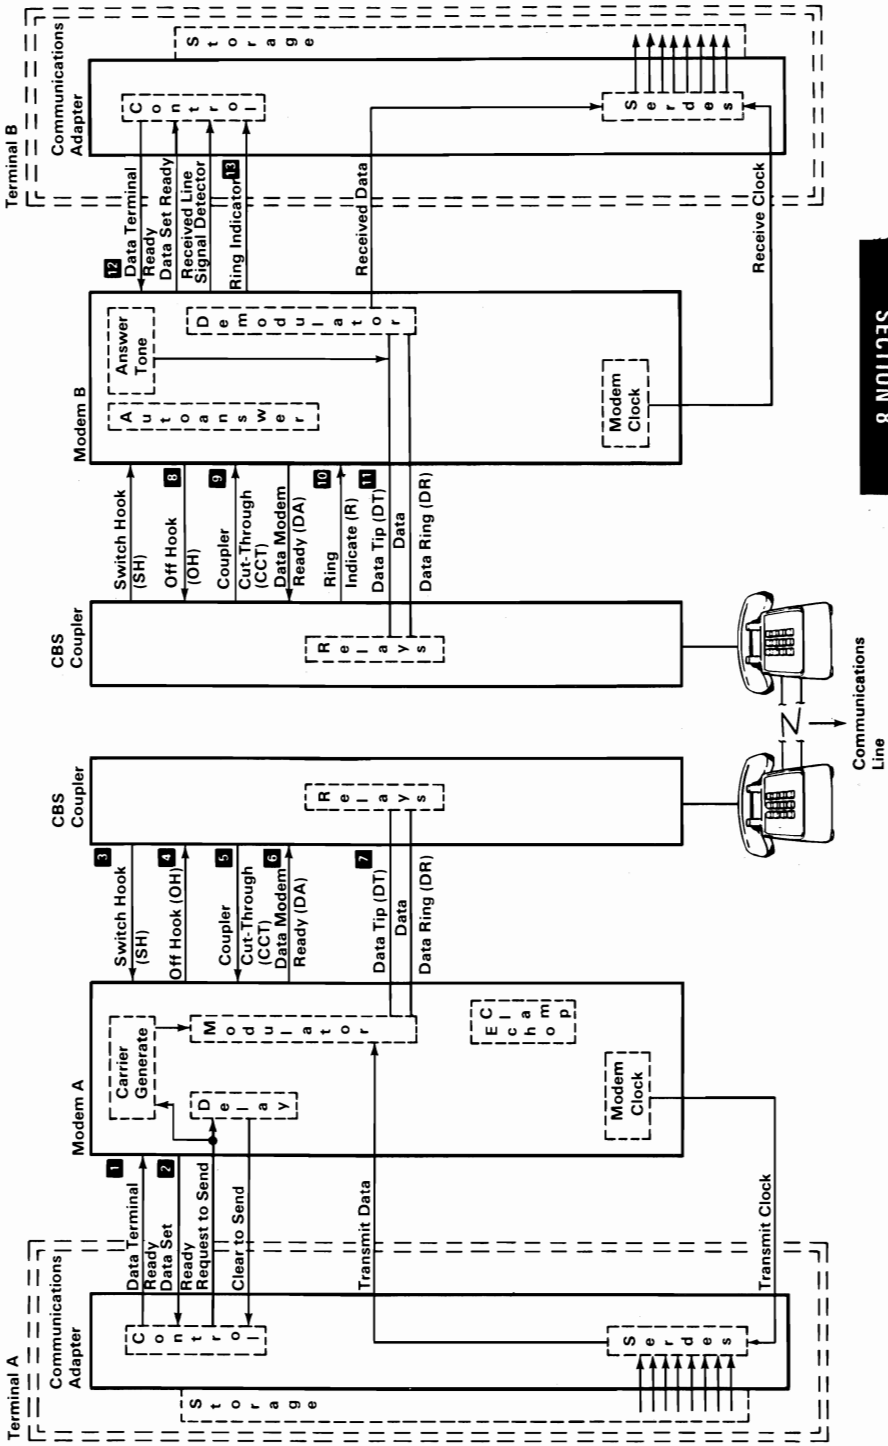 Terminal A
Communications
Adapter
Storage
Control
Serdes
Data Terminal
Ready
1
Data Set
Ready
2
Request to Send
Clear to Send
Transmit Data
Transmit Clock
Modem A
Carrier
Generate
Delay
Modulator
Echo
Clamp
Modem
Clock
Switch Hook
(SH)
3
Off Hook (OH)
4
Coupler
Cut-Through
(CCT)
5
Data Modem
Ready (DA)
6
Data Tip (DT)
7
Data
Data Ring (DR)
CBS
Coupler
Relays
Communications
Line
CBS
Coupler
Relays
Switch Hook
(SH)
Off Hook
(OH)
8
Coupler
Cut-Through
(CCT)
9
Data Modem
Ready (DA)
Ring
Indicate (R)
10
Data Tip (DT)
11
Data
Data Ring (DR)
Modem B
Autoanswer
Answer
Tone
Demodulator
Modem
Clock
12
Data Terminal
Ready
Data Set Ready
Received Line
Signal Detector
Ring Indicator
13
Received Data
Receive Clock
Terminal B
Communications
Adapter
Control
Serdes
Storage
SECTION 8